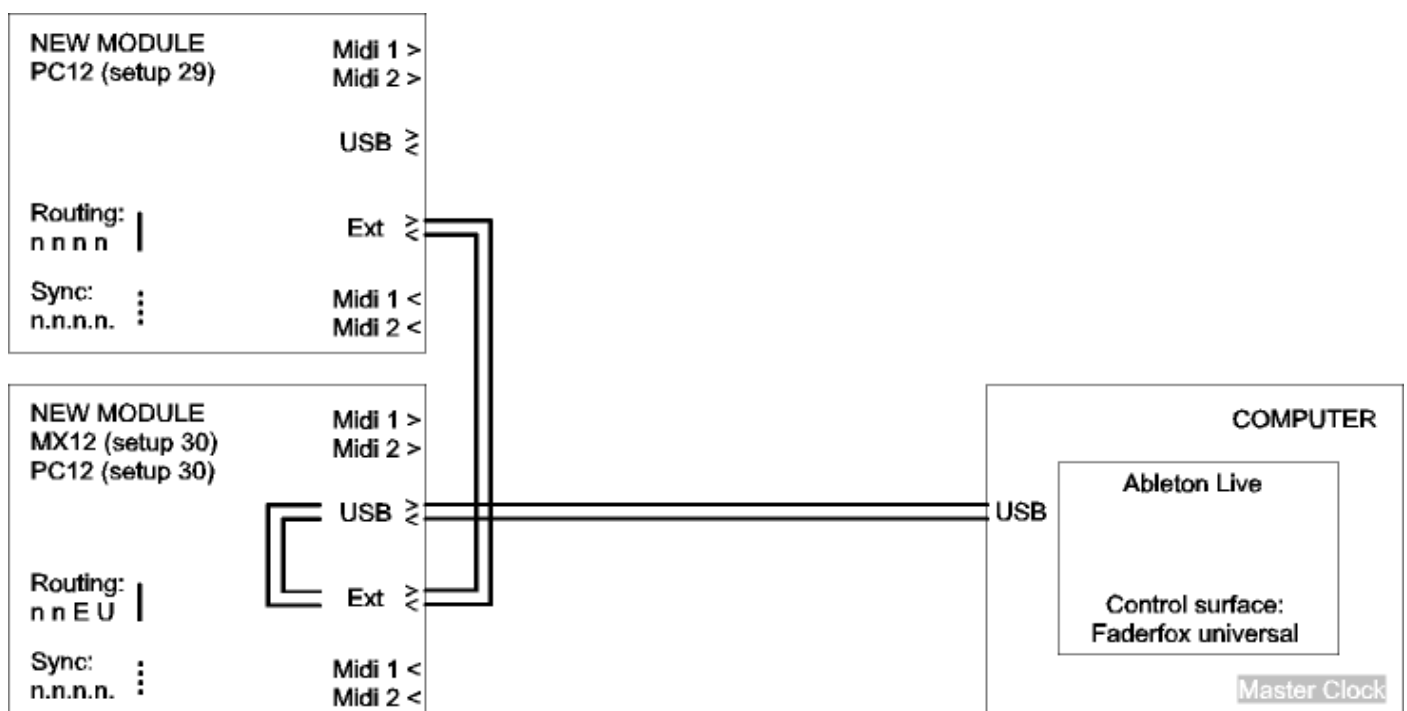 NEW MODULE
PC12 (setup 29)
Midi 1 >
Midi 2 >
USB >
<
Routing:
n n n n
Ext >
<
Sync:
n.n.n.n.
Midi 1 <
Midi 2 <
NEW MODULE
MX12 (setup 30)
PC12 (setup 30)
Midi 1 >
Midi 2 >
USB >
<
Routing:
n n E U
Ext >
<
Sync:
n.n.n.n.
Midi 1 <
Midi 2 <
COMPUTER
USB
Ableton Live
Control surface:
Faderfox universal
Master Clock